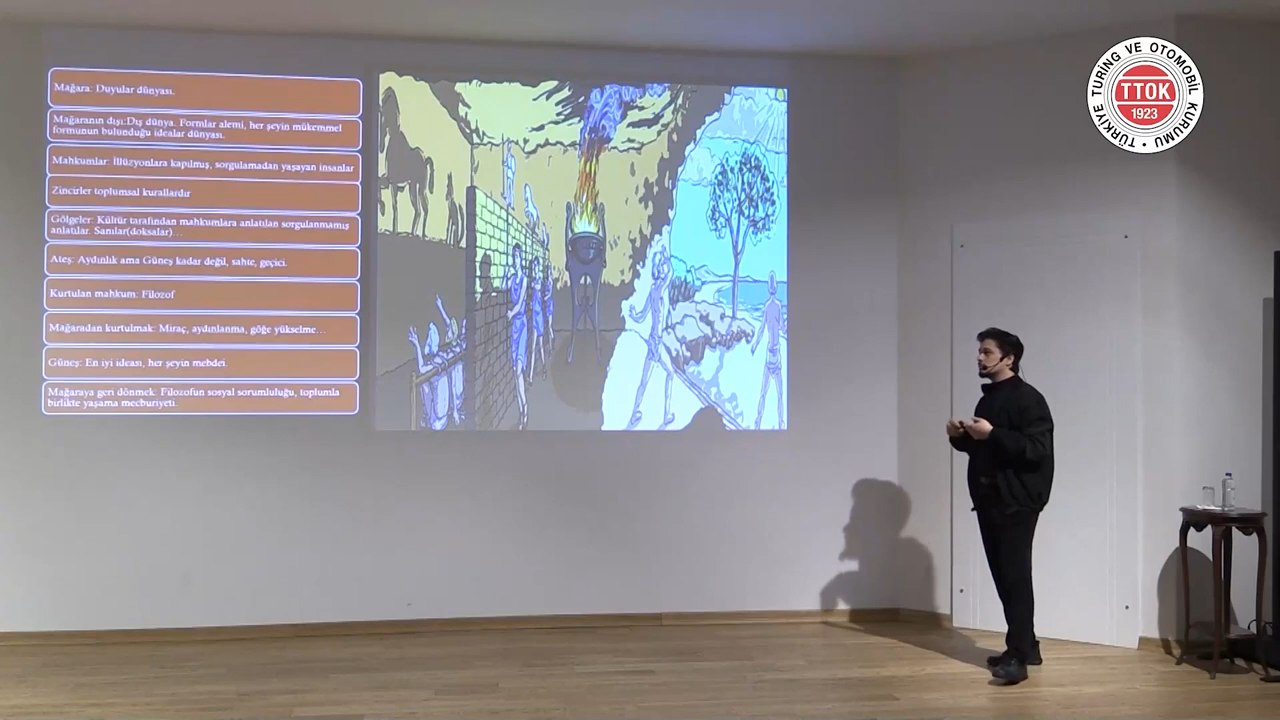 Mağara: Duyular dünyası.
Mağaranın dışı:Dış dünya. Formlar alemi, her şeyin mükemmel
formunun bulunduğu idealar dünyası.
Mahkumlar: İllüzyonlara kapılmış, sorgulamadan yaşayan insanlar
Zincirler toplumsal kurallardır
Gölgeler: Kültür tarafından mahkumlara anlatılan sorgulanmamış
anlatılar. Sanılar(doksalar)…
Ateş: Aydınlık ama Güneş kadar değil, sahte, geçici.
Kurtulan mahkum: Filozof
Mağaradan kurtulmak: Miraç, aydınlanma, göğe yükselme…
Güneş: En iyi ideası, her şeyin mebdei.
Mağaraya geri dönmek: Filozofun sosyal sorumluluğu, toplumla
birlikte yaşama mecburiyeti.
TÜRKİYE TURİNG VE OTOMOBİL KURUMU •
TTOK
1923